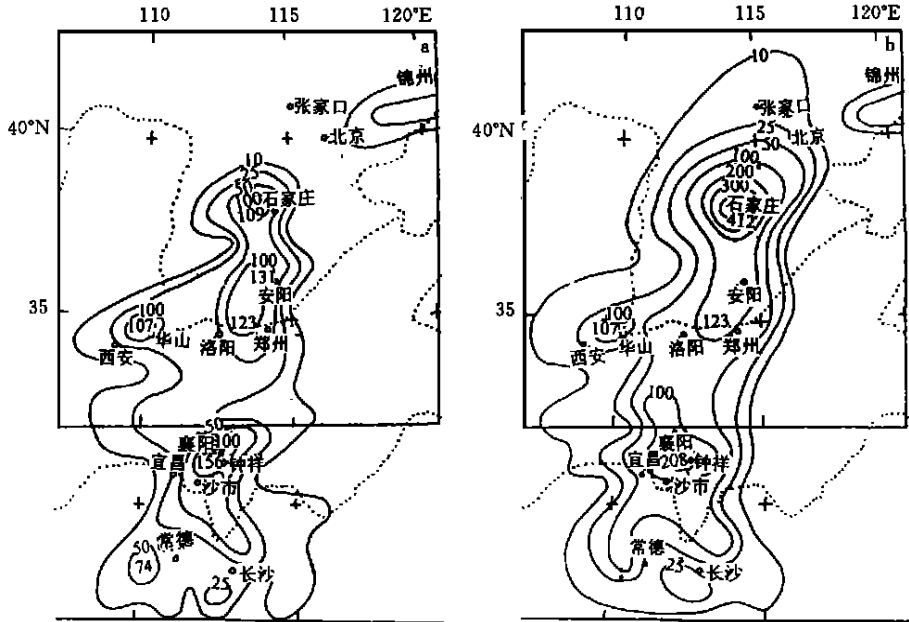 110
115
120°E
a
锦州
张家口
北京
40°N
10
25
50
100
石家庄
109
100
131
安阳
35
100
107
华山
123
西安
洛阳
郑州
50
襄阳
100
宜昌
156
钟祥
沙市
50
常德
74
25
长沙
110
115
120°E
b
10
锦州
张家口
40°N
25
50
北京
100
200
300
石家庄
412
安阳
35
100
107
123
西安
华山
洛阳
郑州
100
襄阳
宜昌
208
钟祥
沙市
常德
长沙